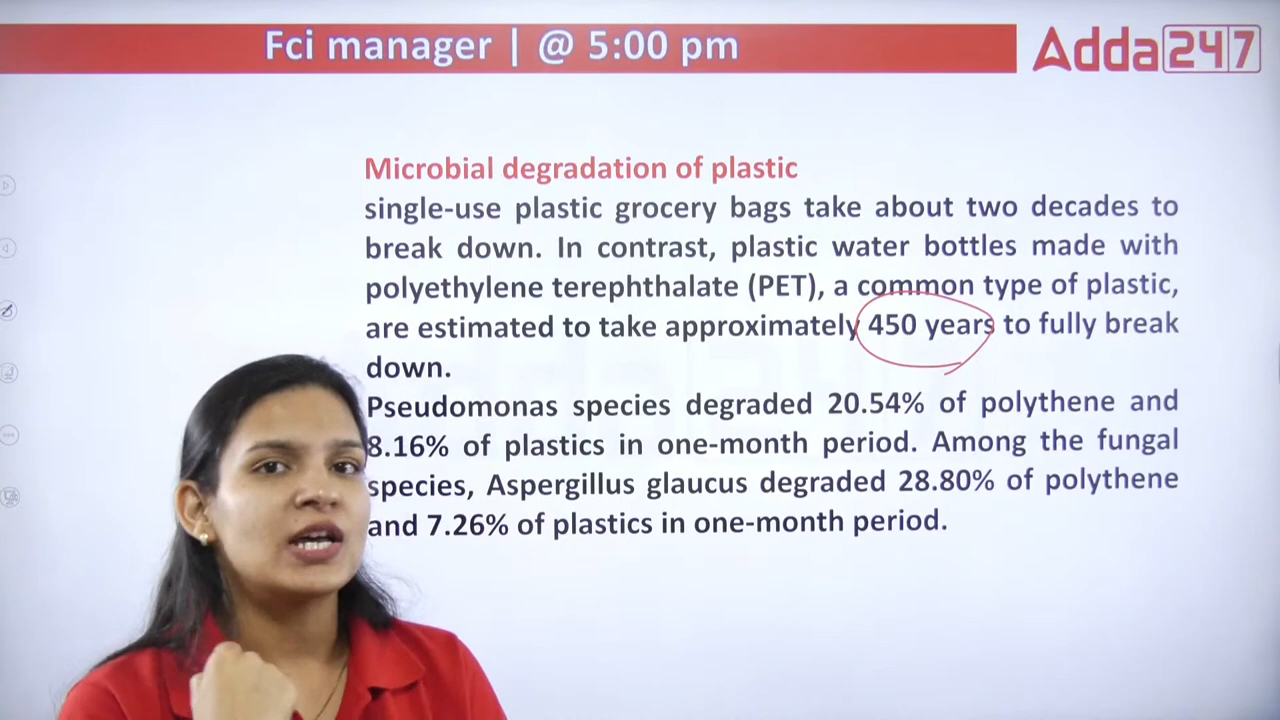 Fci manager | @ 5:00 pm
Adda247
Microbial degradation of plastic
single-use plastic grocery bags take about two decades to
break down. In contrast, plastic water bottles made with
polyethylene terephthalate (PET), a common type of plastic,
are estimated to take approximately 450 years to fully break
down.
Pseudomonas species degraded 20.54% of polythene and
8.16% of plastics in one-month period. Among the fungal
species, Aspergillus glaucus degraded 28.80% of polythene
and 7.26% of plastics in one-month period.